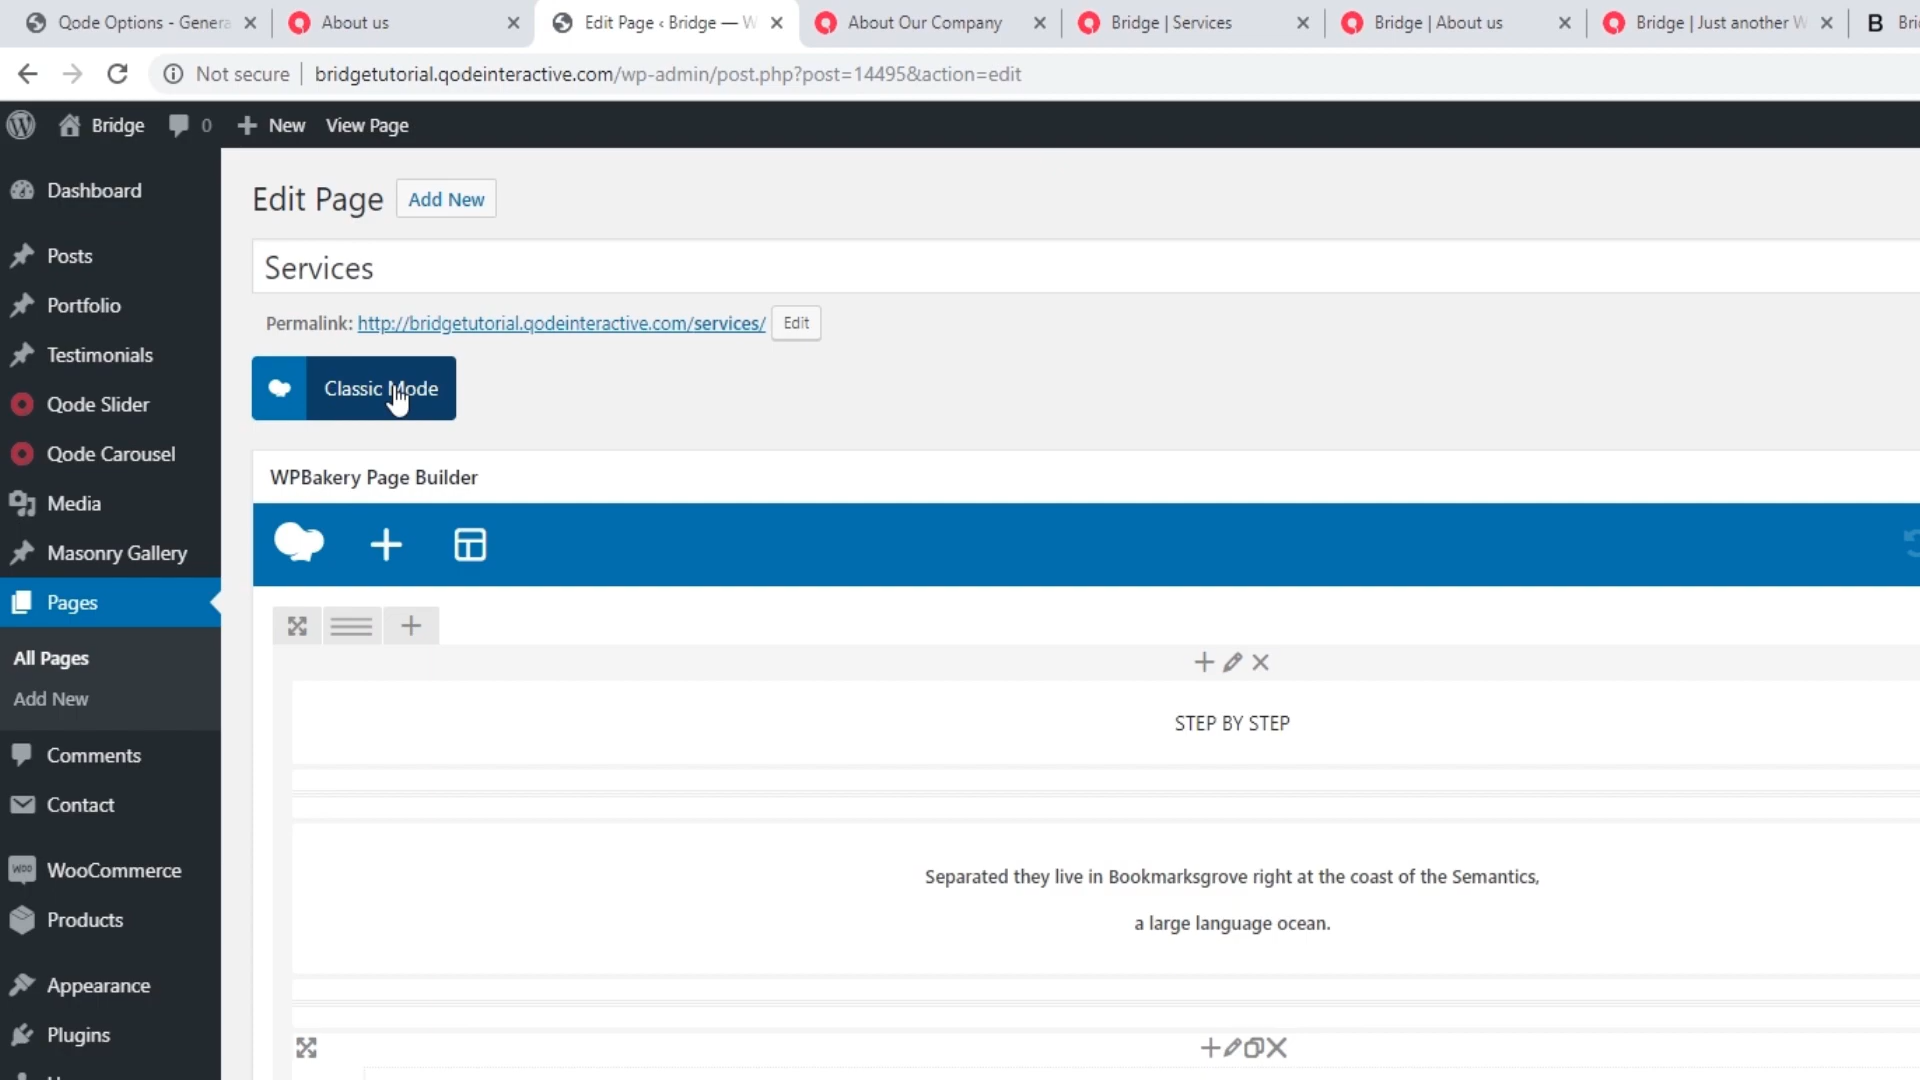 Qode Options - Genera
About us
Edit Page ‹ Bridge — W
About Our Company
Bridge | Services
Bridge | About us
Bridge | Just another W
B Bri
Not secure | bridgetutorial.qodeinteractive.com/wp-admin/post.php?post=14495&action=edit
Bridge 0 New View Page
Dashboard
Posts
Portfolio
Testimonials
Qode Slider
Qode Carousel
Media
Masonry Gallery
Pages
All Pages
Add New
Comments
Contact
WooCommerce
Products
Appearance
Plugins
Edit Page Add New
Services
Permalink: http://bridgetutorial.qodeinteractive.com/services/ Edit
Classic Mode
WPBakery Page Builder
STEP BY STEP
Separated they live in Bookmarksgrove right at the coast of the Semantics,
a large language ocean.